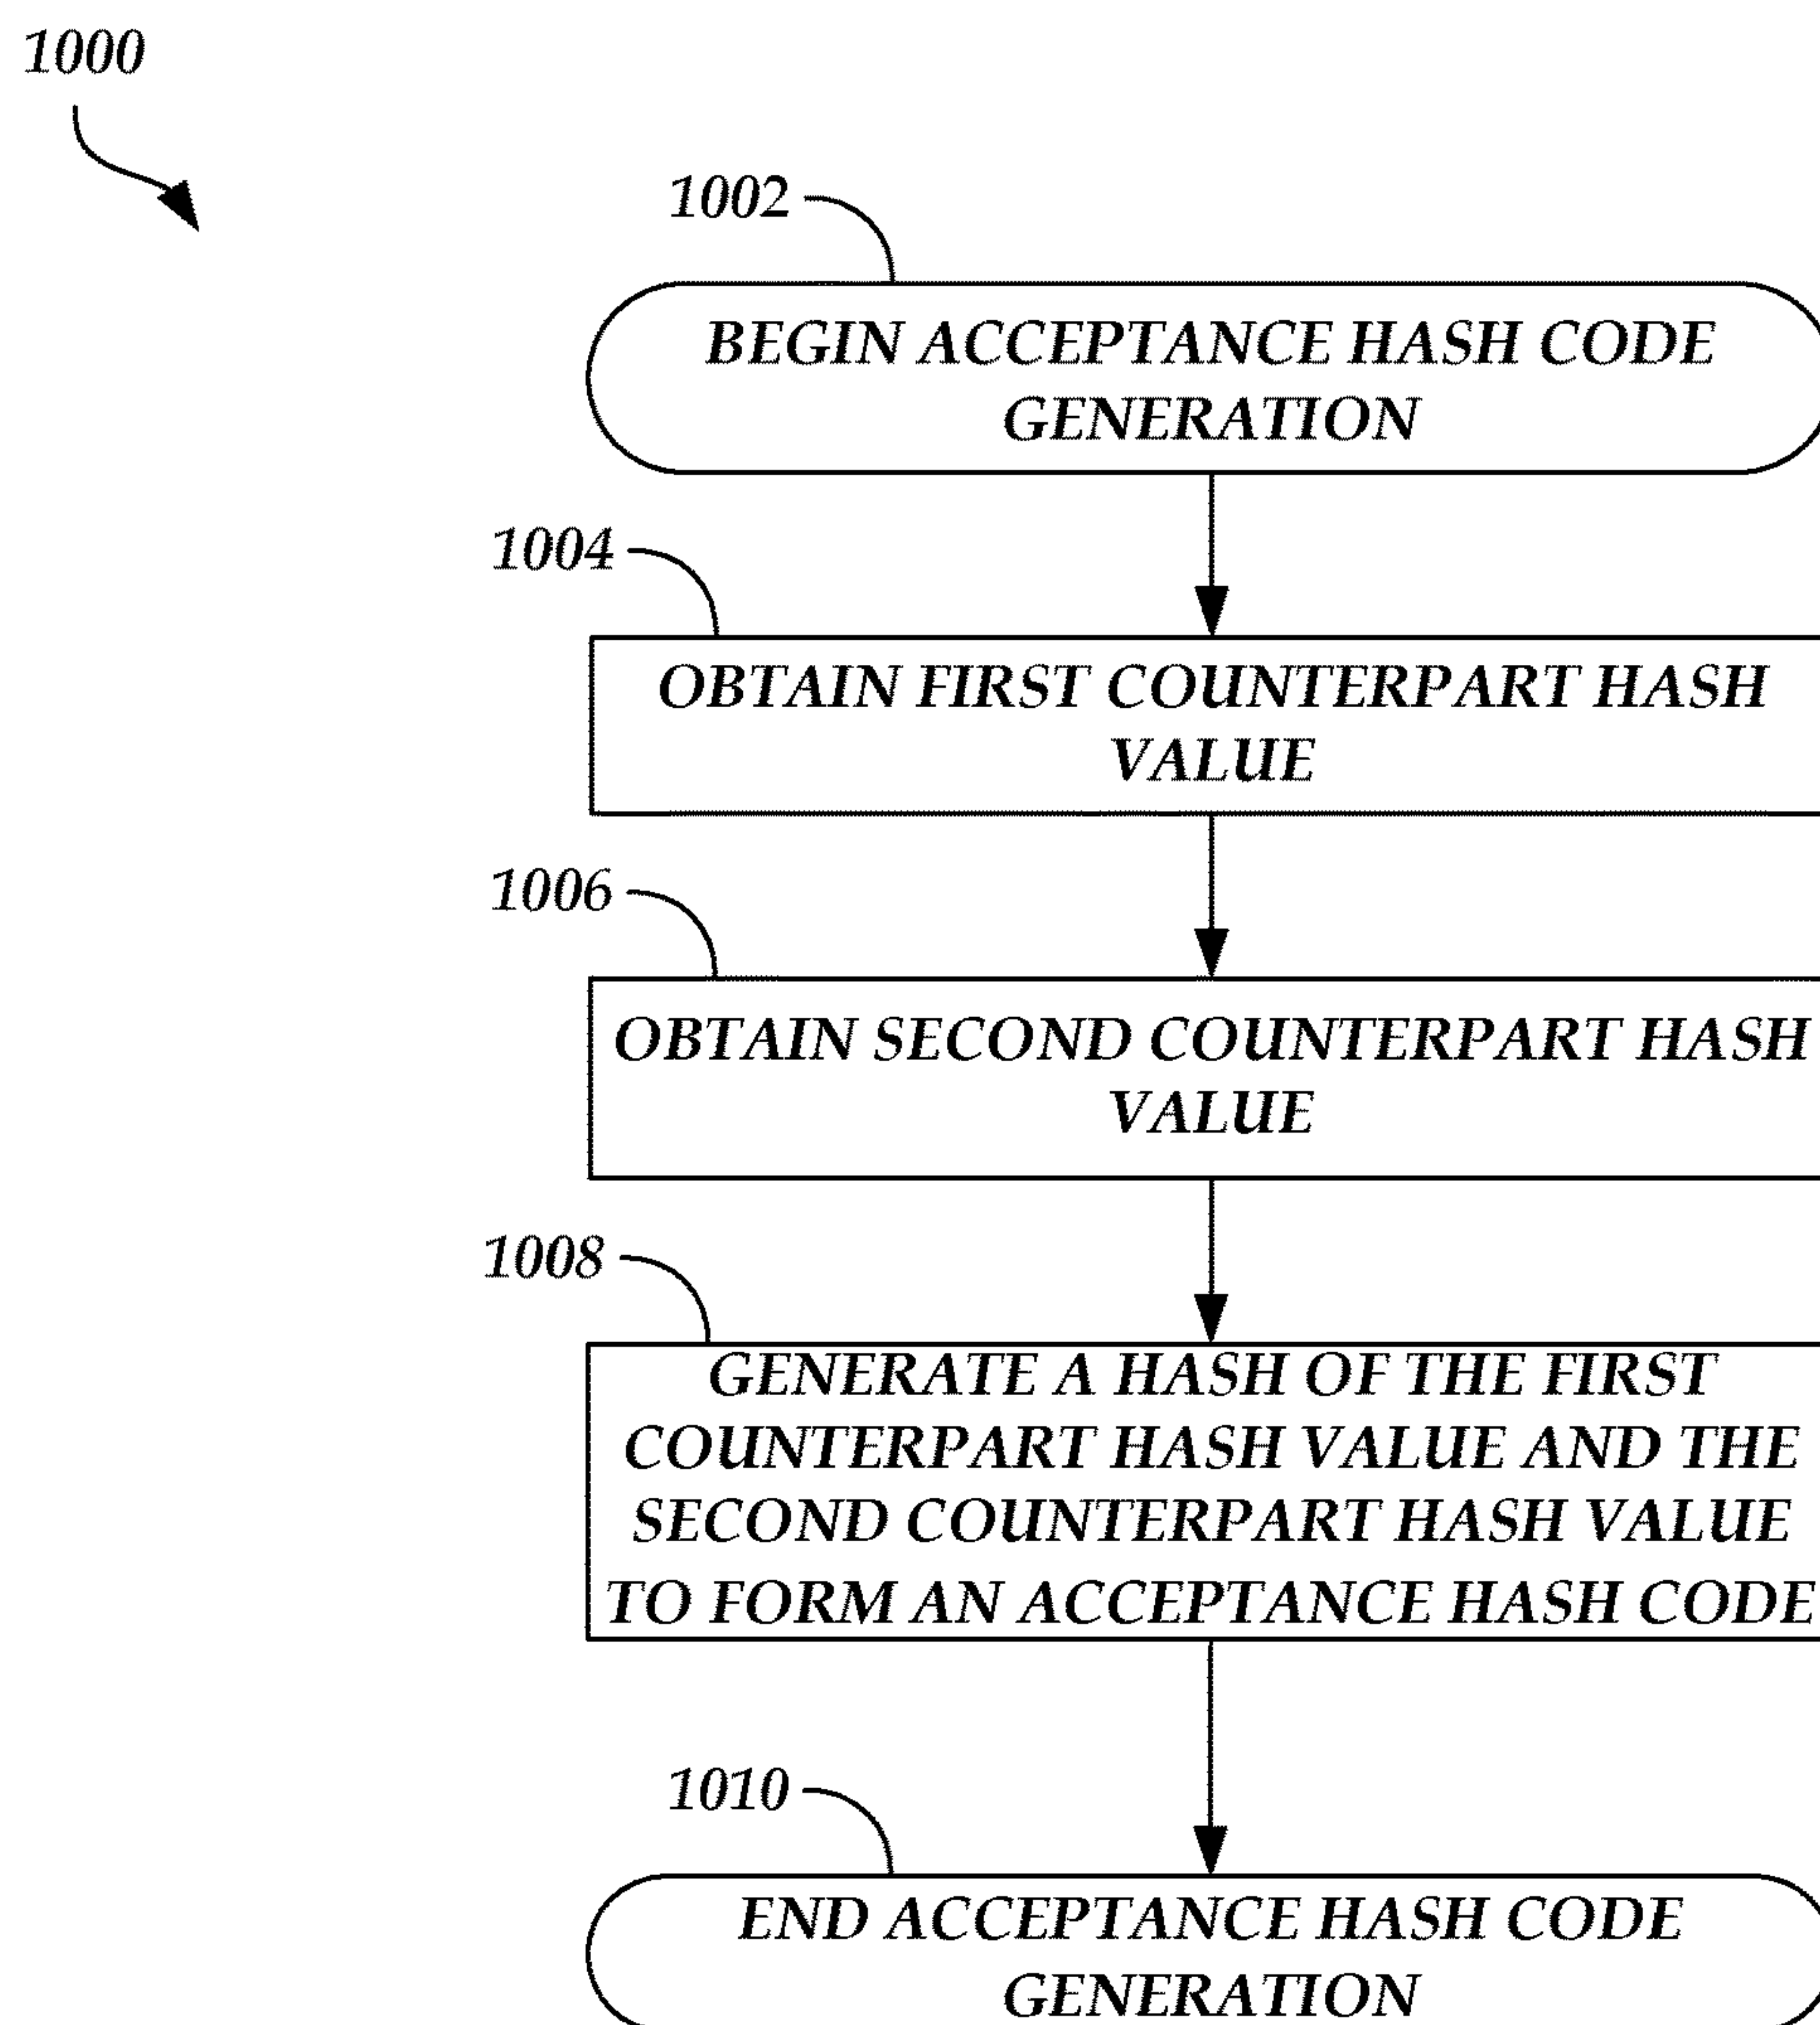 1000
1002
BEGIN ACCEPTANCE HASH CODE
GENERATION
1004
OBTAIN FIRST COUNTERPART HASH
VALUE
1006
OBTAIN SECOND COUNTERPART HASH
VALUE
1008
GENERATE A HASH OF THE FIRST
COUNTERPART HASH VALUE AND THE
SECOND COUNTERPART HASH VALUE
TO FORM AN ACCEPTANCE HASH CODE
1010
END ACCEPTANCE HASH CODE
GENERATION